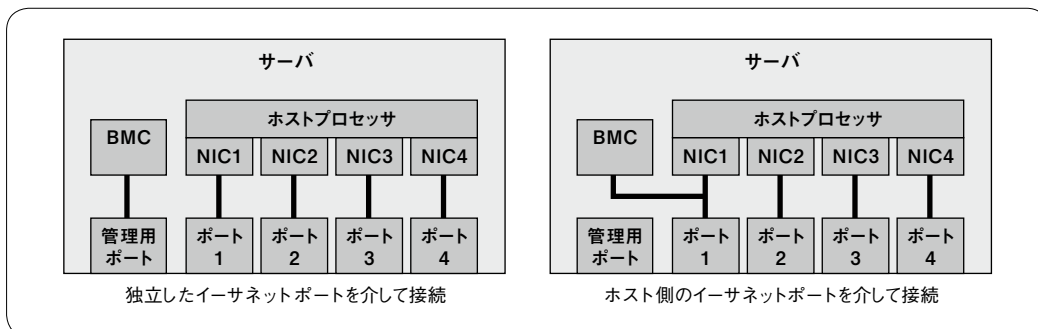 サーバ
ホストプロセッサ
BMC
NIC1
NIC2
NIC3
NIC4
管理用
ポート
ポート
1
ポート
2
ポート
3
ポート
4
独立したイーサネットポートを介して接続
サーバ
ホストプロセッサ
BMC
NIC1
NIC2
NIC3
NIC4
管理用
ポート
ポート
1
ポート
2
ポート
3
ポート
4
ホスト側のイーサネットポートを介して接続